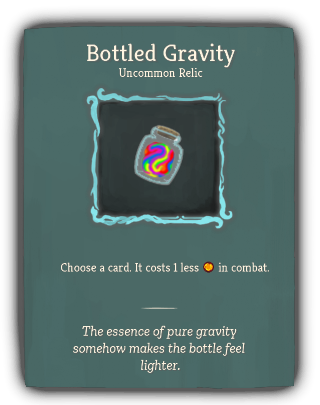 Bottled Gravity
Uncommon Relic
Choose a card. It costs 1 less in combat.
The essence of pure gravity
somehow makes the bottle feel
lighter.